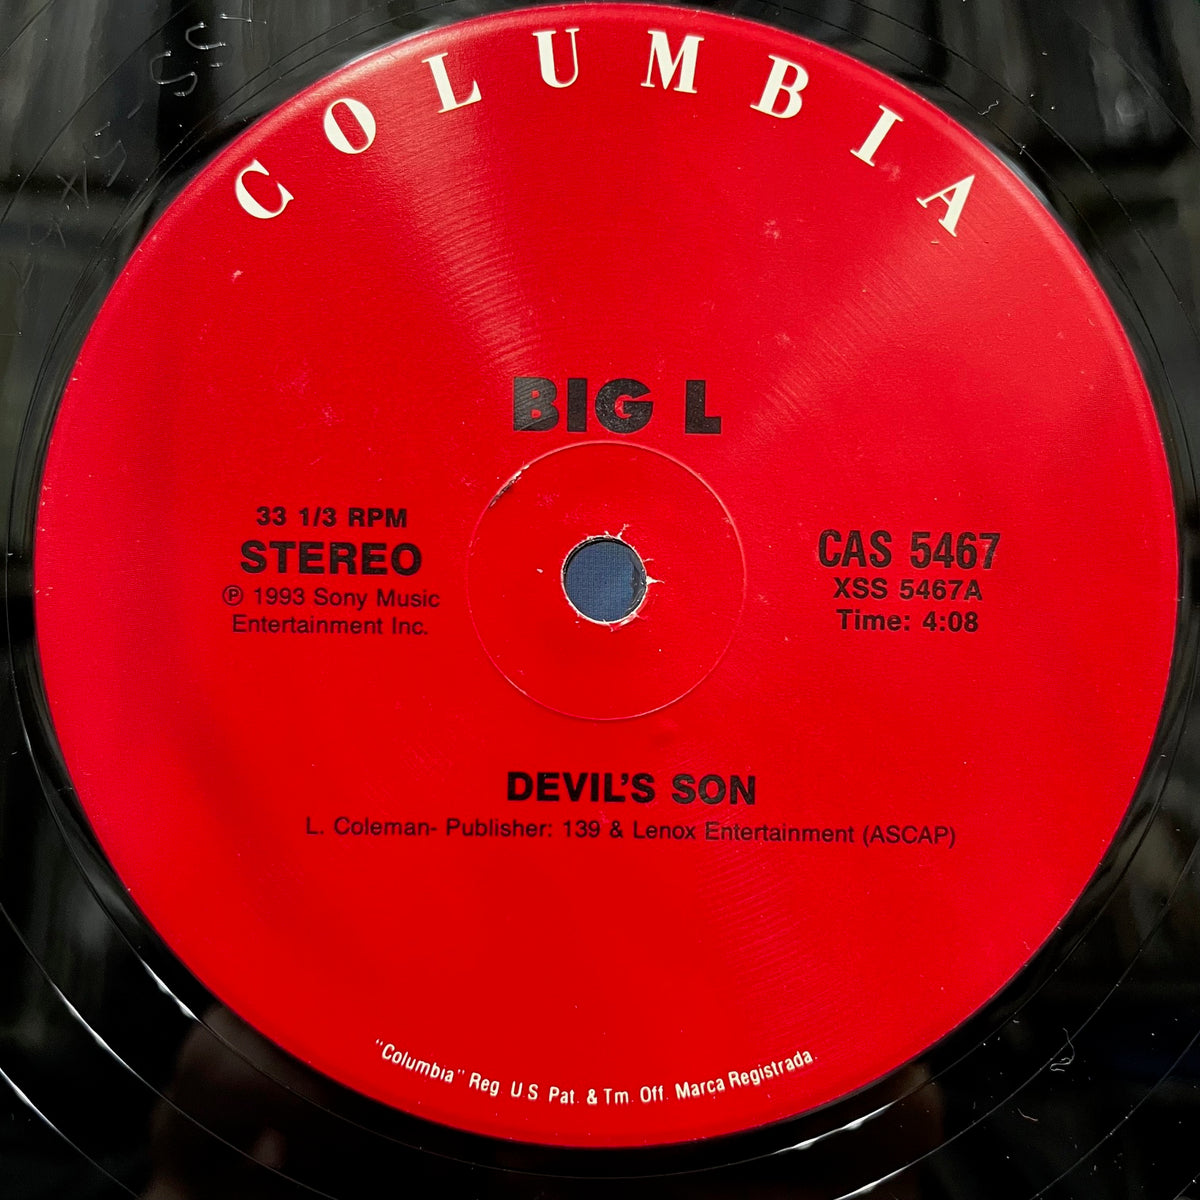 COLUMBIA
BIG L
33 1/3 RPM
STEREO
℗ 1993 Sony Music
Entertainment Inc.
CAS 5467
XSS 5467A
Time: 4:08
DEVIL'S SON
L. Coleman- Publisher: 139 & Lenox Entertainment (ASCAP)
"Columbia" Reg. U.S. Pat. & Tm. Off. Marca Registrada.